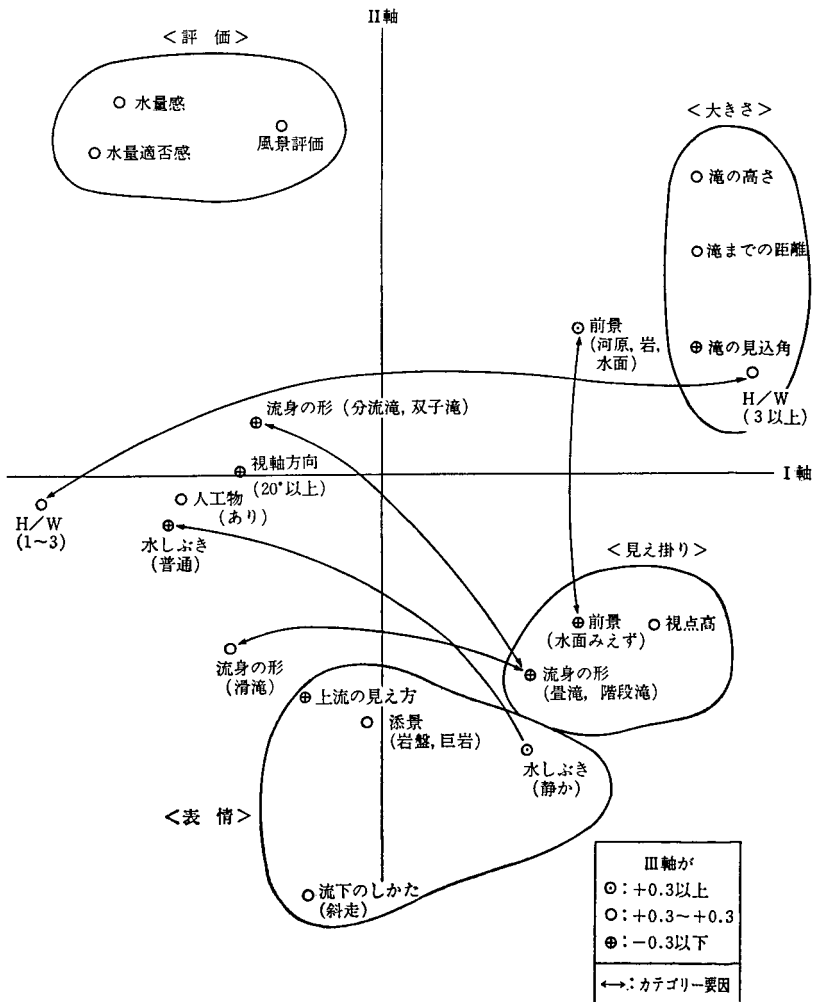 II軸
＜評 価＞
○ 水量感
○ 水量適否感
○
風景評価
＜大きさ＞
○ 滝の高さ
○ 滝までの距離
⊕ 滝の見込角
○
H／W
(3以上)
⊙ 前景
(河原, 岩,
水面)
流身の形 (分流滝, 双子滝)
⊕
⊕ 視軸方向
(20°以上)
I軸
○ 人工物
(あり)
○
H／W
(1～3)
⊕
水しぶき
(普通)
＜見え掛り＞
⊕ 前景
(水面みえず)
○ 視点高
⊕ 流身の形
(畳滝, 階段滝)
○
流身の形
(滑滝)
⊕ 上流の見え方
○ 添景
(岩盤, 巨岩)
⊙
水しぶき
(静か)
＜表 情＞
○ 流下のしかた
(斜走)
III軸が
⊙：＋0.3以上
○：＋0.3～＋0.3
⊕：－0.3以下
↔：カテゴリー要因